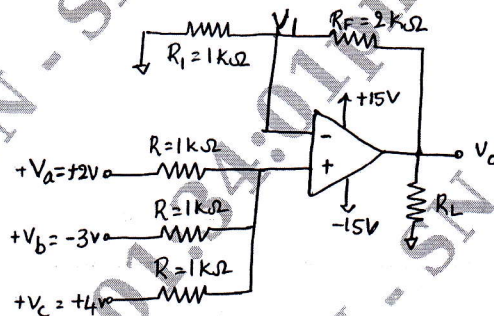 V1
RF=2kΩ
R1=1kΩ
+15V
-
+
-15V
Vo
RL
R=1kΩ
+Va=+2v
R=1kΩ
+Vb=-3v
R=1kΩ
+Vc=+4v